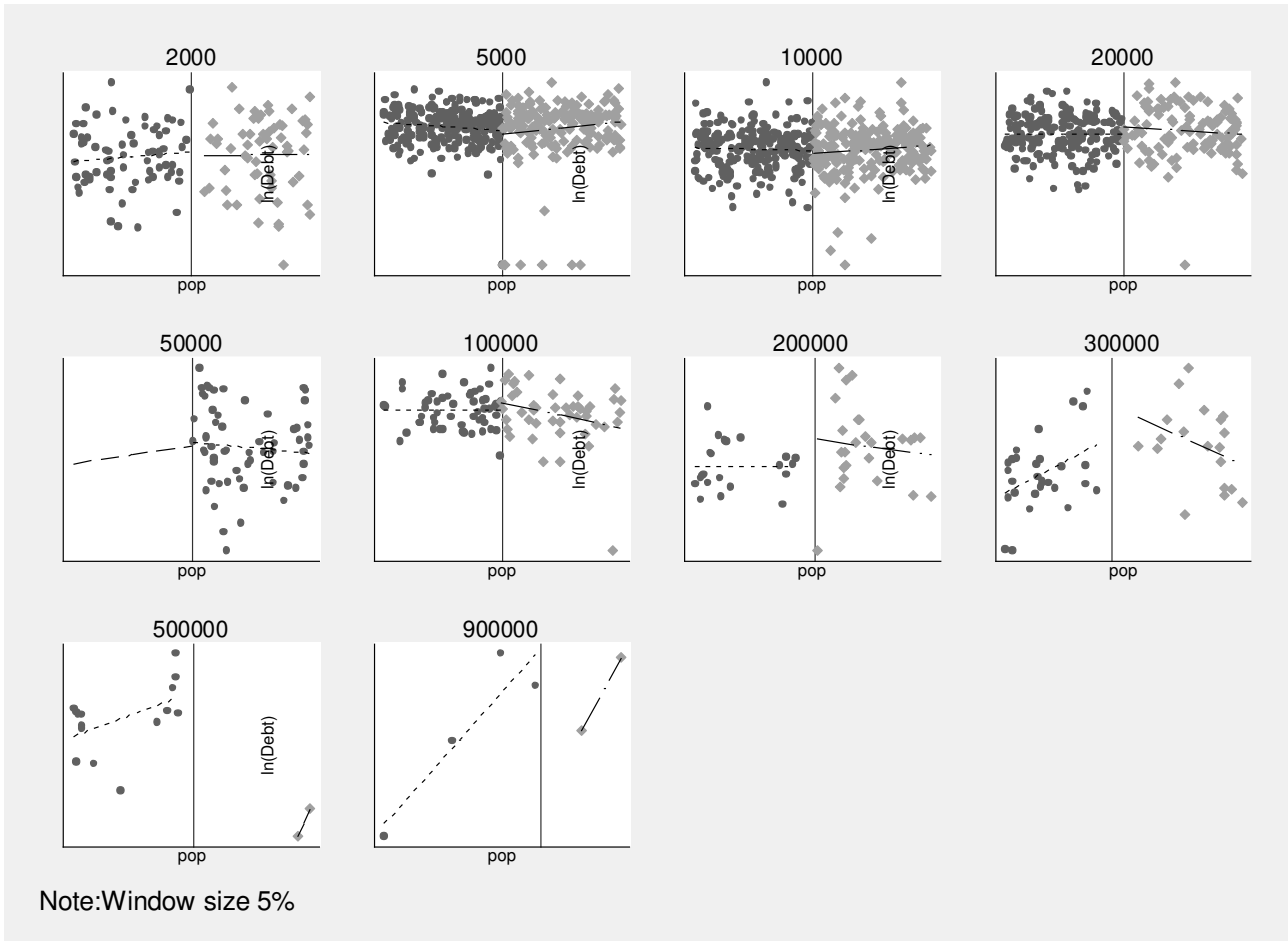 2000
5000
10000
20000
ln(Debt)
ln(Debt)
ln(Debt)
pop
pop
pop
pop
50000
100000
200000
300000
ln(Debt)
ln(Debt)
ln(Debt)
pop
pop
pop
pop
500000
900000
ln(Debt)
pop
pop
Note:Window size 5%